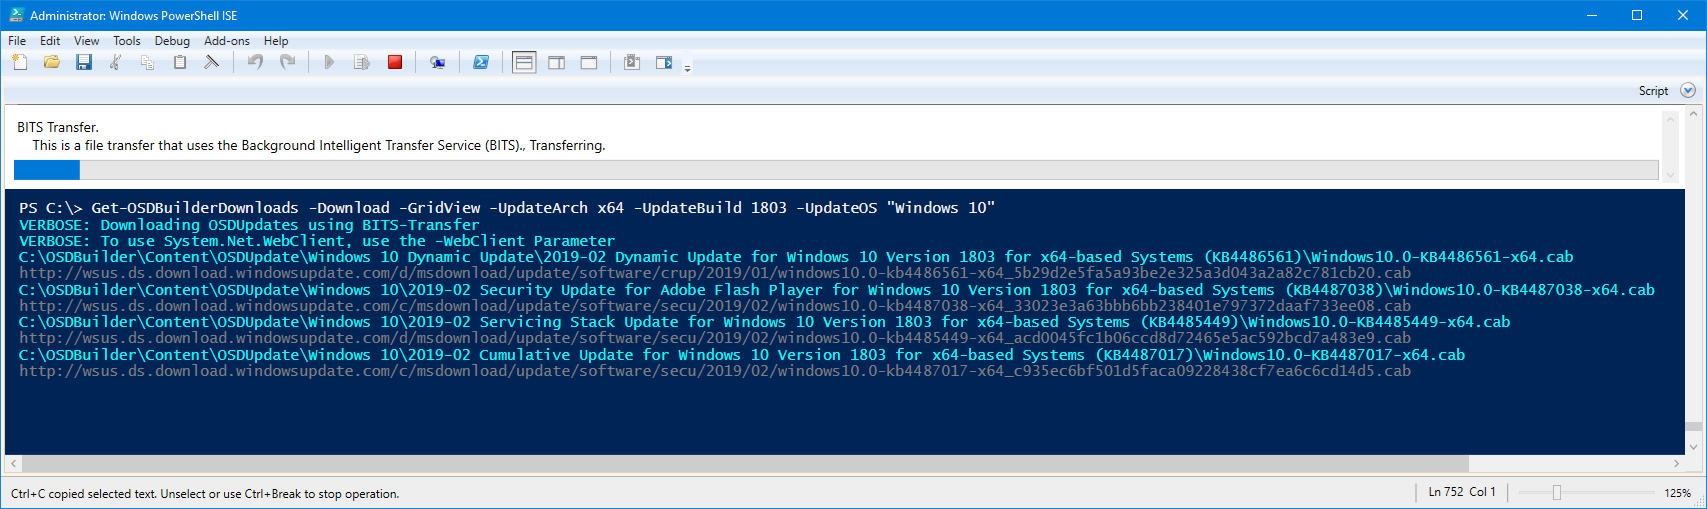 Administrator: Windows PowerShell ISE
File Edit View Tools Debug Add-ons Help
Script
BITS Transfer.
This is a file transfer that uses the Background Intelligent Transfer Service (BITS)., Transferring.
PS C:\> Get-OSDBuilderDownloads -Download -GridView -UpdateArch x64 -UpdateBuild 1803 -UpdateOS "Windows 10"
VERBOSE: Downloading OSDUpdates using BITS-Transfer
VERBOSE: To use System.Net.WebClient, use the -WebClient Parameter
C:\OSDBuilder\Content\OSDUpdate\Windows 10 Dynamic Update\2019-02 Dynamic Update for Windows 10 Version 1803 for x64-based Systems (KB4486561)\Windows10.0-KB4486561-x64.cab
http://wsus.ds.download.windowsupdate.com/d/msdownload/update/software/crup/2019/01/windows10.0-kb4486561-x64_5b29d2e5fa5a93be2e325a3d043a2a82c781cb20.cab
C:\OSDBuilder\Content\OSDUpdate\Windows 10\2019-02 Security Update for Adobe Flash Player for Windows 10 Version 1803 for x64-based Systems (KB4487038)\Windows10.0-KB4487038-x64.cab
http://wsus.ds.download.windowsupdate.com/c/msdownload/update/software/secu/2019/02/windows10.0-kb4487038-x64_33023e3a63bbb6bb238401e797372daaf733ee08.cab
C:\OSDBuilder\Content\OSDUpdate\Windows 10\2019-02 Servicing Stack Update for Windows 10 Version 1803 for x64-based Systems (KB4485449)\Windows10.0-KB4485449-x64.cab
http://wsus.ds.download.windowsupdate.com/d/msdownload/update/software/secu/2019/02/windows10.0-kb4485449-x64_acd0045fc1b06ccd8d72465e5ac592bcd7a483e9.cab
C:\OSDBuilder\Content\OSDUpdate\Windows 10\2019-02 Cumulative Update for Windows 10 Version 1803 for x64-based Systems (KB4487017)\Windows10.0-KB4487017-x64.cab
http://wsus.ds.download.windowsupdate.com/c/msdownload/update/software/secu/2019/02/windows10.0-kb4487017-x64_c935ec6bf501d5faca09228438cf7ea6c6cd14d5.cab
Ctrl+C copied selected text. Unselect or use Ctrl+Break to stop operation.
Ln 752 Col 1
125%